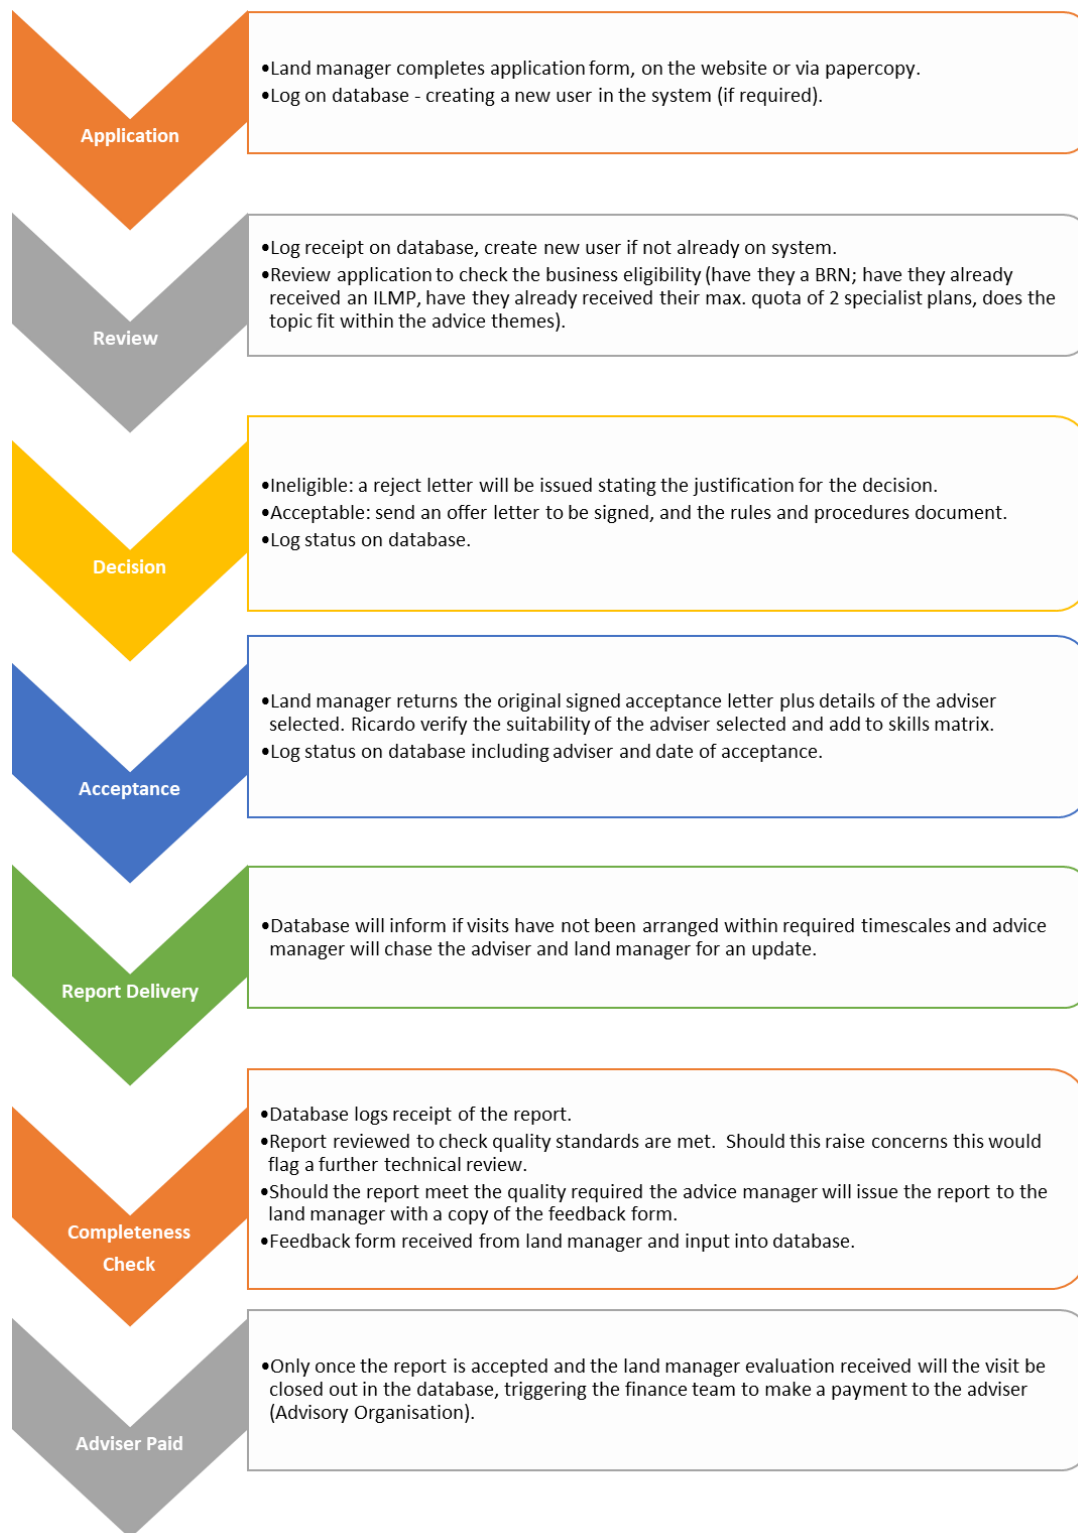 Application
•Land manager completes application form, on the website or via papercopy.
•Log on database - creating a new user in the system (if required).
Review
•Log receipt on database, create new user if not already on system.
•Review application to check the business eligibility (have they a BRN; have they already
received an ILMP, have they already received their max. quota of 2 specialist plans, does the
topic fit within the advice themes).
Decision
•Ineligible: a reject letter will be issued stating the justification for the decision.
•Acceptable: send an offer letter to be signed, and the rules and procedures document.
•Log status on database.
Acceptance
•Land manager returns the original signed acceptance letter plus details of the adviser
selected. Ricardo verify the suitability of the adviser selected and add to skills matrix.
•Log status on database including adviser and date of acceptance.
Report Delivery
•Database will inform if visits have not been arranged within required timescales and advice
manager will chase the adviser and land manager for an update.
Completeness
Check
•Database logs receipt of the report.
•Report reviewed to check quality standards are met.  Should this raise concerns this would
flag a further technical review.
•Should the report meet the quality required the advice manager will issue the report to the
land manager with a copy of the feedback form.
•Feedback form received from land manager and input into database.
Adviser Paid
•Only once the report is accepted and the land manager evaluation received will the visit be
closed out in the database, triggering the finance team to make a payment to the adviser
(Advisory Organisation).